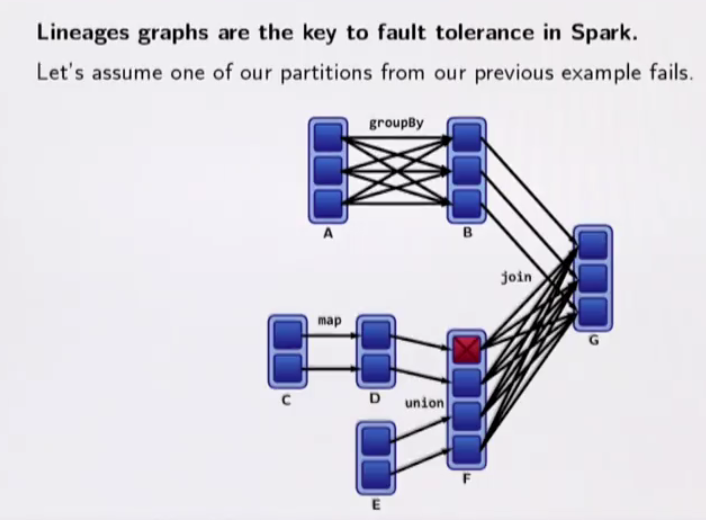 Lineages graphs are the key to fault tolerance in Spark.
Let's assume one of our partitions from our previous example fails.
groupBy
A
B
join
G
map
C
D
union
F
E